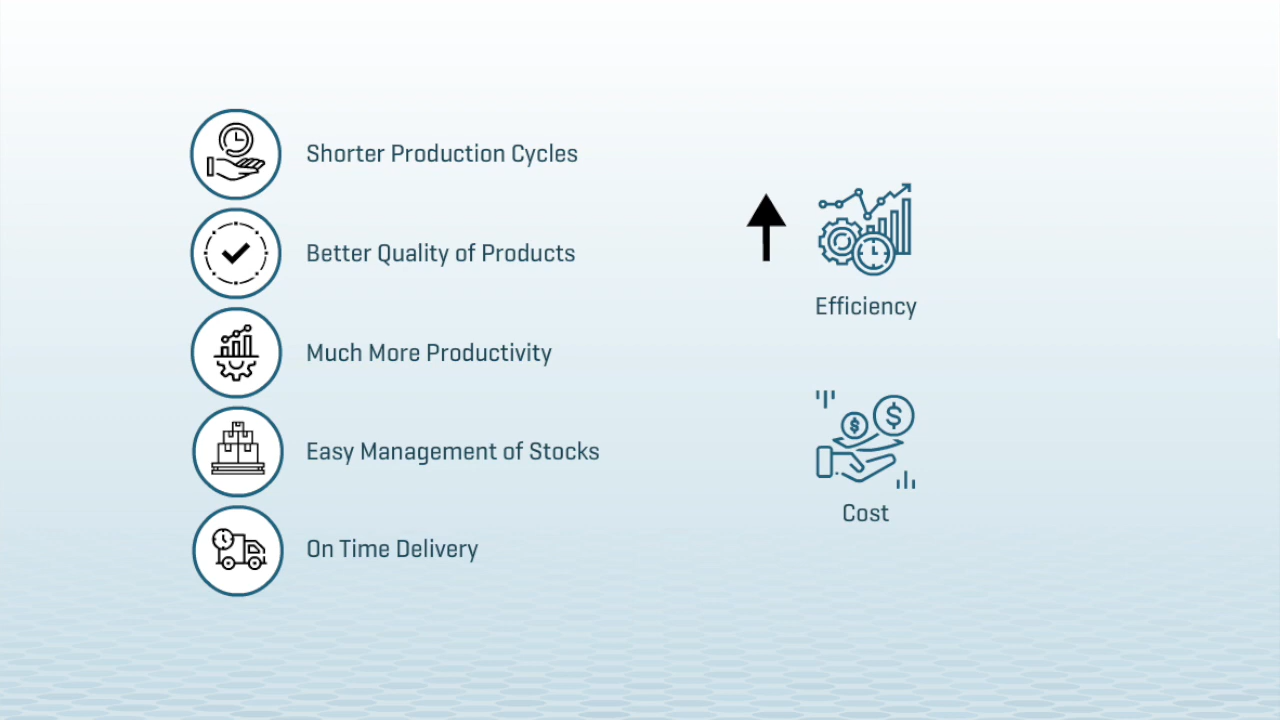 Shorter Production Cycles
Better Quality of Products
Much More Productivity
Easy Management of Stocks
On Time Delivery
Efficiency
Cost